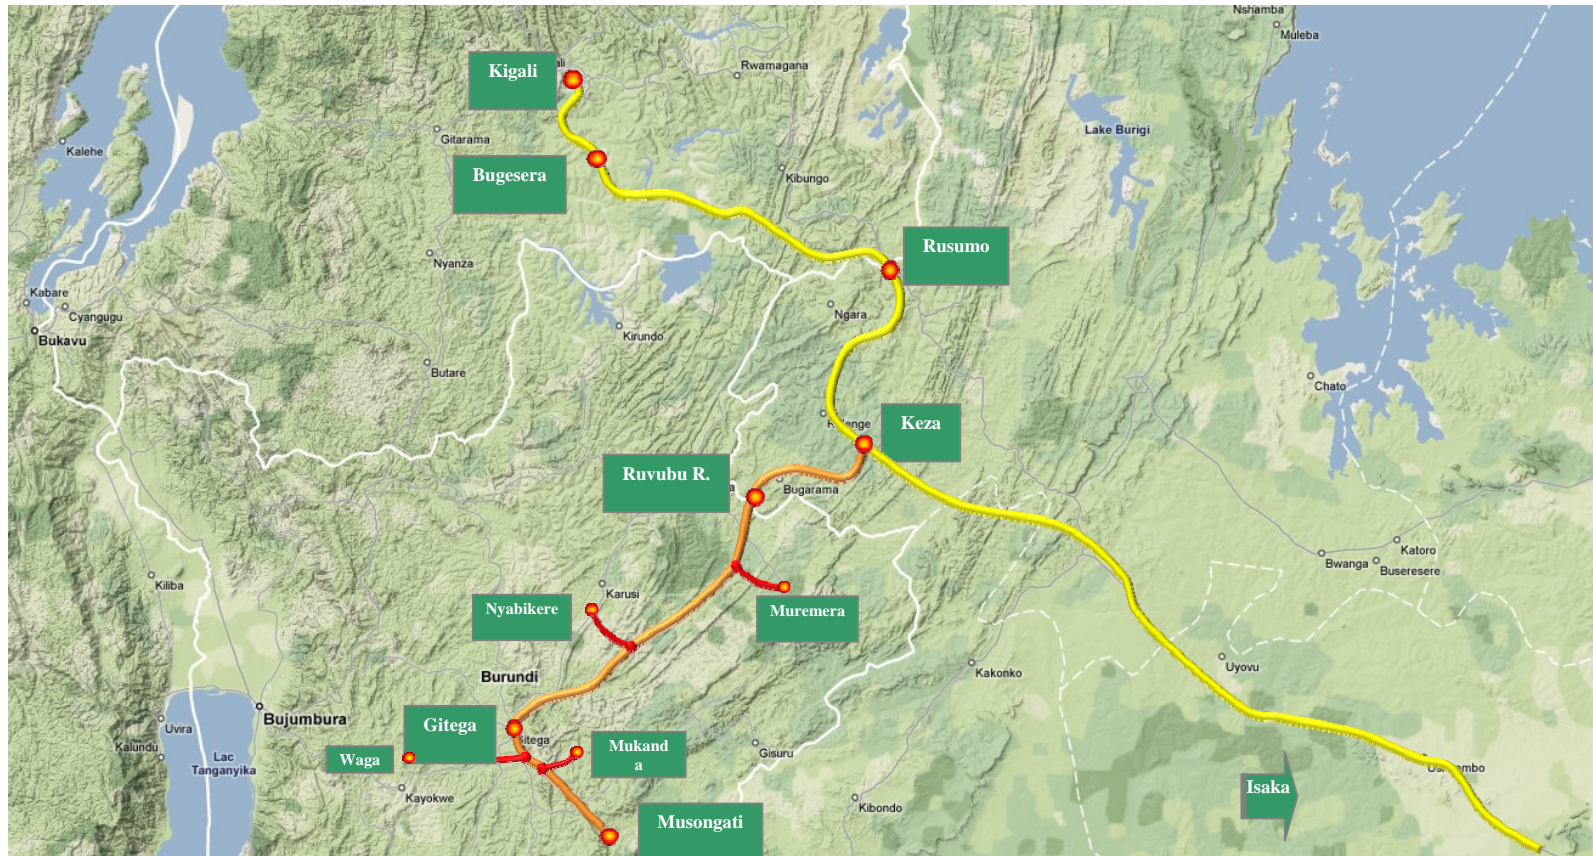 Nshamba
Muleba
Kigali
ali
Rwamagana
Gitarama
Kalehe
Lake Burigi
Bugesera
Kibungo
Rusumo
Nyanza
Kabare
Cyangugu
Bukavu
Ngara
Kirundo
Butare
Chato
Keza
Ruvubu R.
Bugarama
Katoro
Bwanga
Buseresere
Kiliba
Karusi
Nyabikere
Muremera
Uyovu
Kakonko
Burundi
Bujumbura
Uvira
Gitega
Gitega
Kalundu
Lac
Tanganyika
Waga
Mukand
a
Gisuru
Kayokwe
Kibondo
Isaka
Musongati